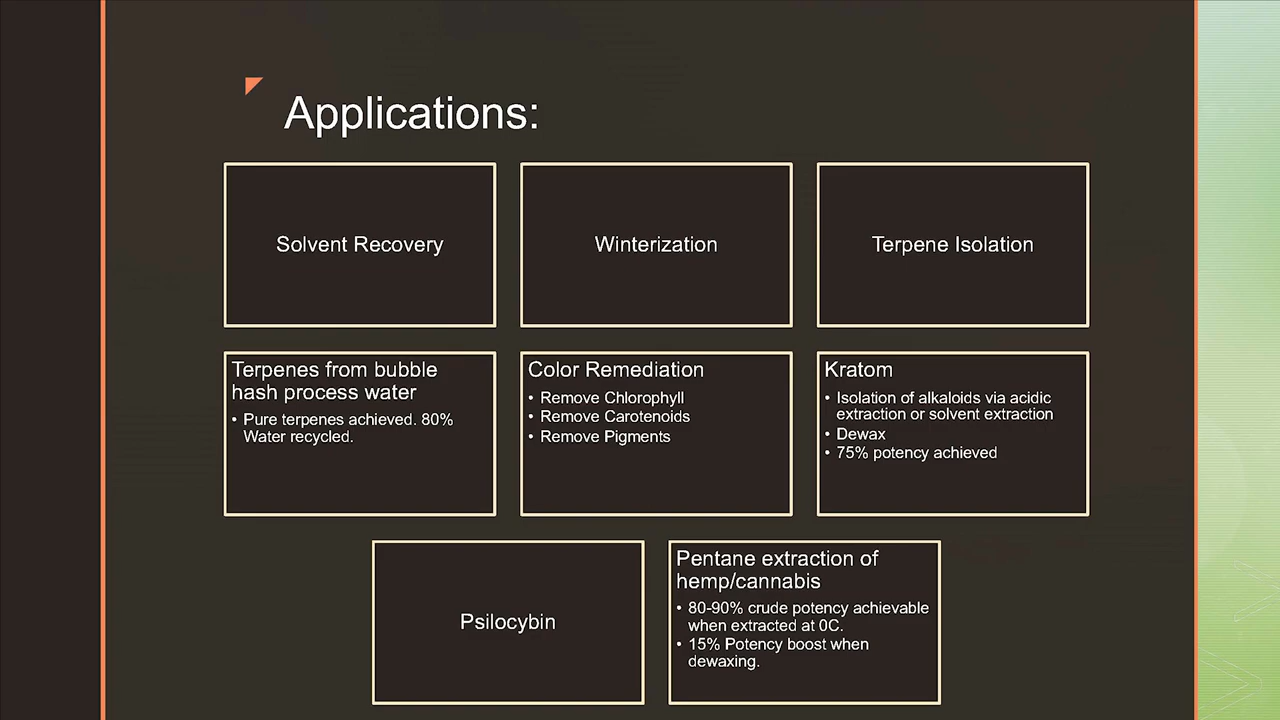 Applications:
Solvent Recovery
Winterization
Terpene Isolation
Terpenes from bubble
hash process water
• Pure terpenes achieved. 80%
Water recycled.
Color Remediation
• Remove Chlorophyll
• Remove Carotenoids
• Remove Pigments
Kratom
• Isolation of alkaloids via acidic
extraction or solvent extraction
• Dewax
• 75% potency achieved
Psilocybin
Pentane extraction of
hemp/cannabis
• 80-90% crude potency achievable
when extracted at 0C.
• 15% Potency boost when
dewaxing.